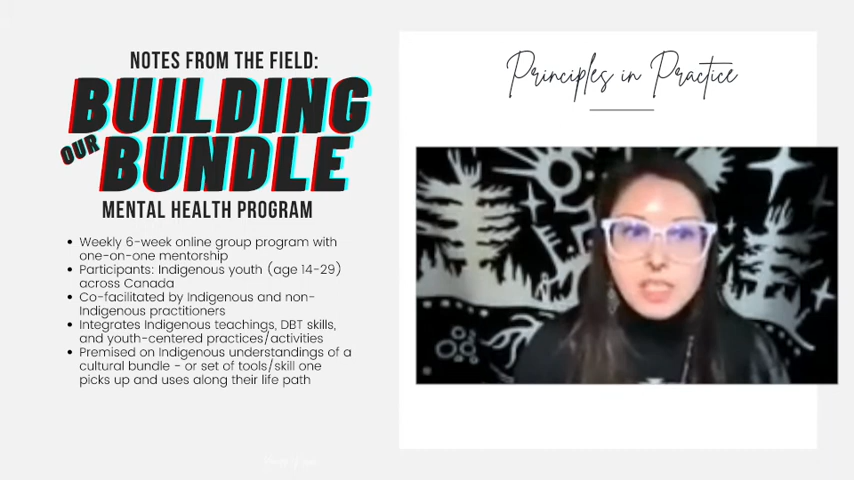 NOTES FROM THE FIELD:
BUILDING
OUR BUNDLE
MENTAL HEALTH PROGRAM
• Weekly 6-week online group program with
one-on-one mentorship
• Participants: Indigenous youth (age 14-29)
across Canada
• Co-facilitated by Indigenous and non-
Indigenous practitioners
• Integrates Indigenous teachings, DBT skills,
and youth-centered practices/activities
• Premised on Indigenous understandings of a
cultural bundle - or set of tools/skill one
picks up and uses along their life path
Principles in Practice